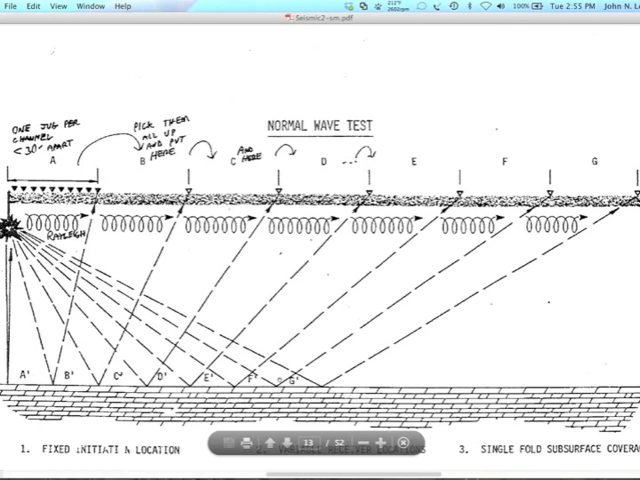 File Edit View Window Help
100% Tue 2:55 PM
Seismic2-sm.pdf
NORMAL WAVE TEST
ONE JUG PER
CHANNEL
< 30' APART
PICK THEM
ALL UP
AND PUT
HERE
AND
HERE
A B C D ... E F G
RAYLEIGH
A' B' C' D' E' F' G'
13 / 52
1. FIXED INITIATI N LOCATION
3. SINGLE FOLD SUBSURFACE COVERA